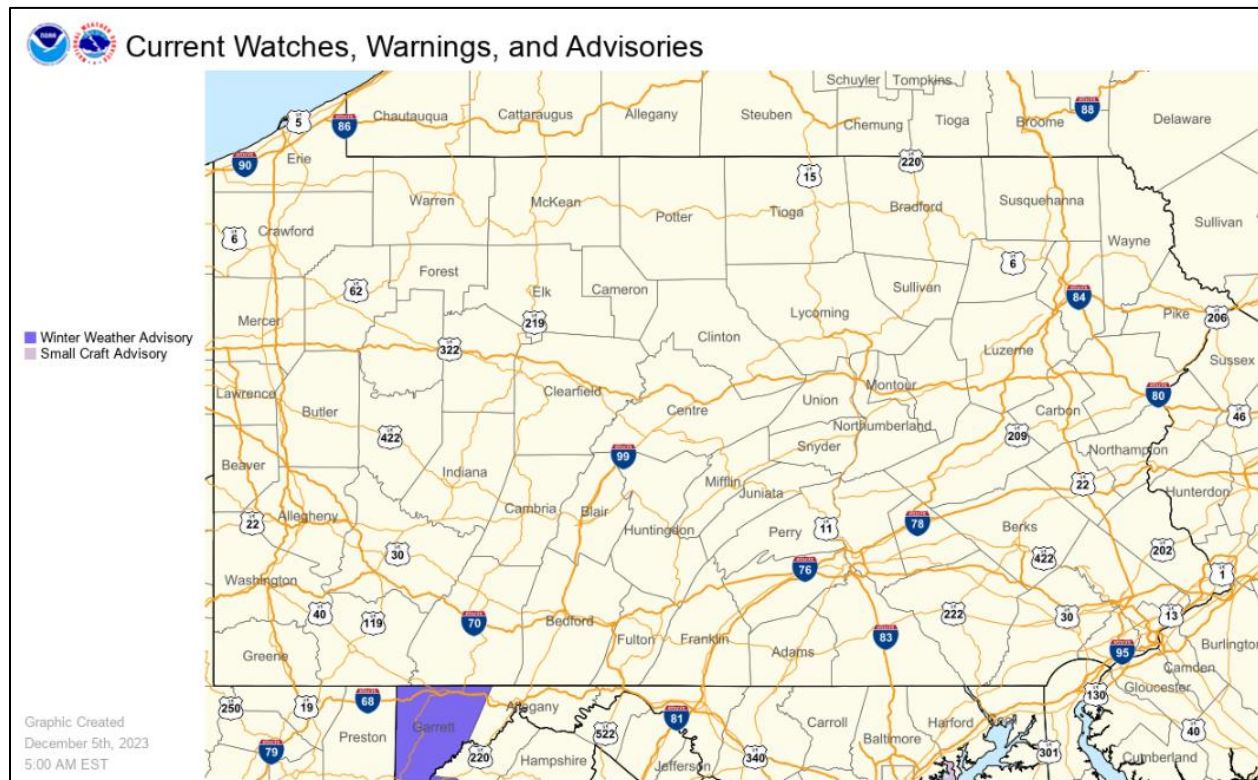 Current Watches, Warnings, and Advisories
Schuyler Tompkins
88
5
86
Chautauqua Cattaraugus Allegany Steuben Chemung Tioga Broome Delaware
90
Erie
220
15
Warren McKean Potter Tioga Bradford Susquehanna
Sullivan
6
Crawford
Wayne
6
Forest
62
Elk Cameron
Sullivan
84
Mercer
219
Lycoming
Pike
206
322
Clinton
Luzerne
Sussex
Winter Weather Advisory
Small Craft Advisory
Lawrence
Clearfield
Montour
80
Butler
Centre
Union
Carbon
46
422
Northumberland
209
Snyder
99
Northampton
Beaver
Indiana
Mifflin
Juniata
22
Hunterdon
Cambria
Blair
22
Allegheny
Huntingdon
Perry
11
78
Berks
30
422
202
76
1
Washington
40
119
70
Bedford
222
30
13
Fulton Franklin
Adams
83
95
Burlington
Greene
Camden
Gloucester
130
250
19
68
Allegany
81
Garrett
Carroll
Harford
Cecil
40
Preston
522
Baltimore
79
220
Hampshire
Jefferson
340
301
Cumberland
Graphic Created
December 5th, 2023
5:00 AM EST